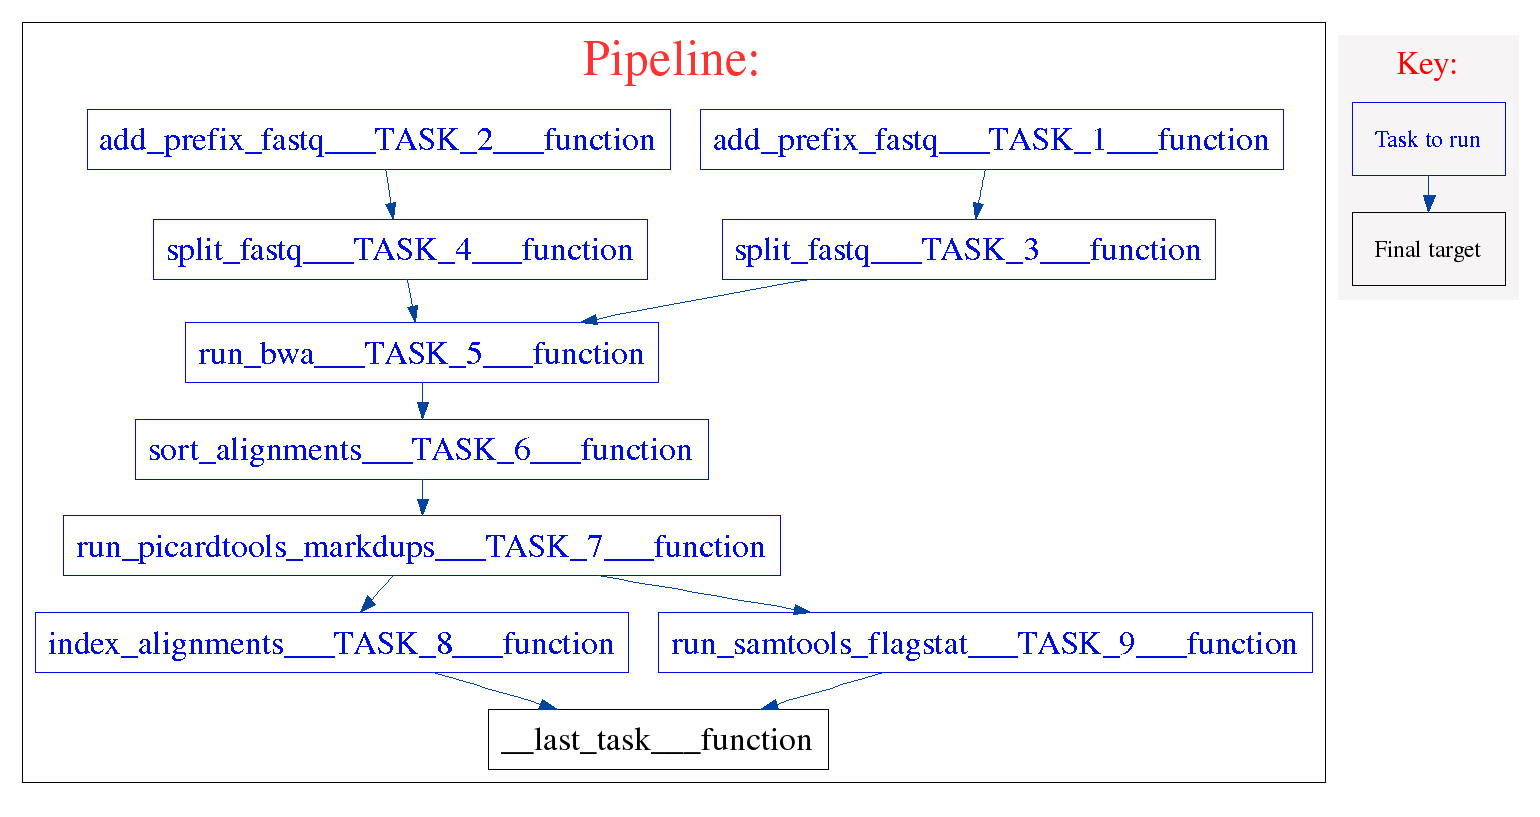 Pipeline:
add_prefix_fastq___TASK_2___function
add_prefix_fastq___TASK_1___function
split_fastq___TASK_4___function
split_fastq___TASK_3___function
run_bwa___TASK_5___function
sort_alignments___TASK_6___function
run_picardtools_markdups___TASK_7___function
index_alignments___TASK_8___function
run_samtools_flagstat___TASK_9___function
__last_task___function
Key:
Task to run
Final target